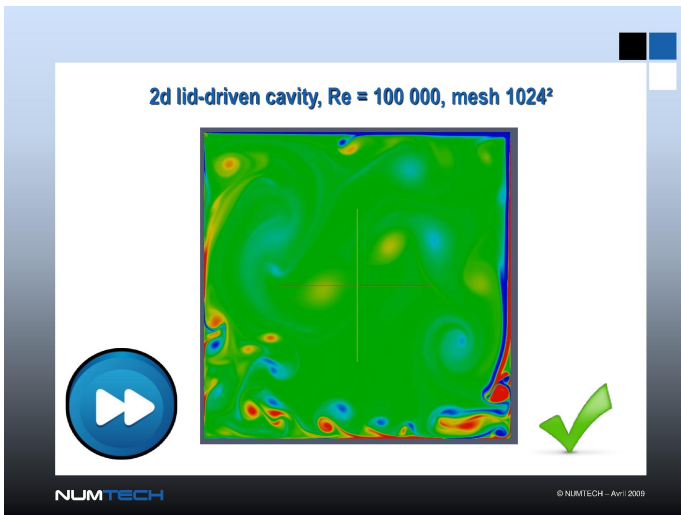 2d lid-driven cavity, Re = 100 000, mesh 1024²
NUMTECH
© NUMTECH – Avril 2009